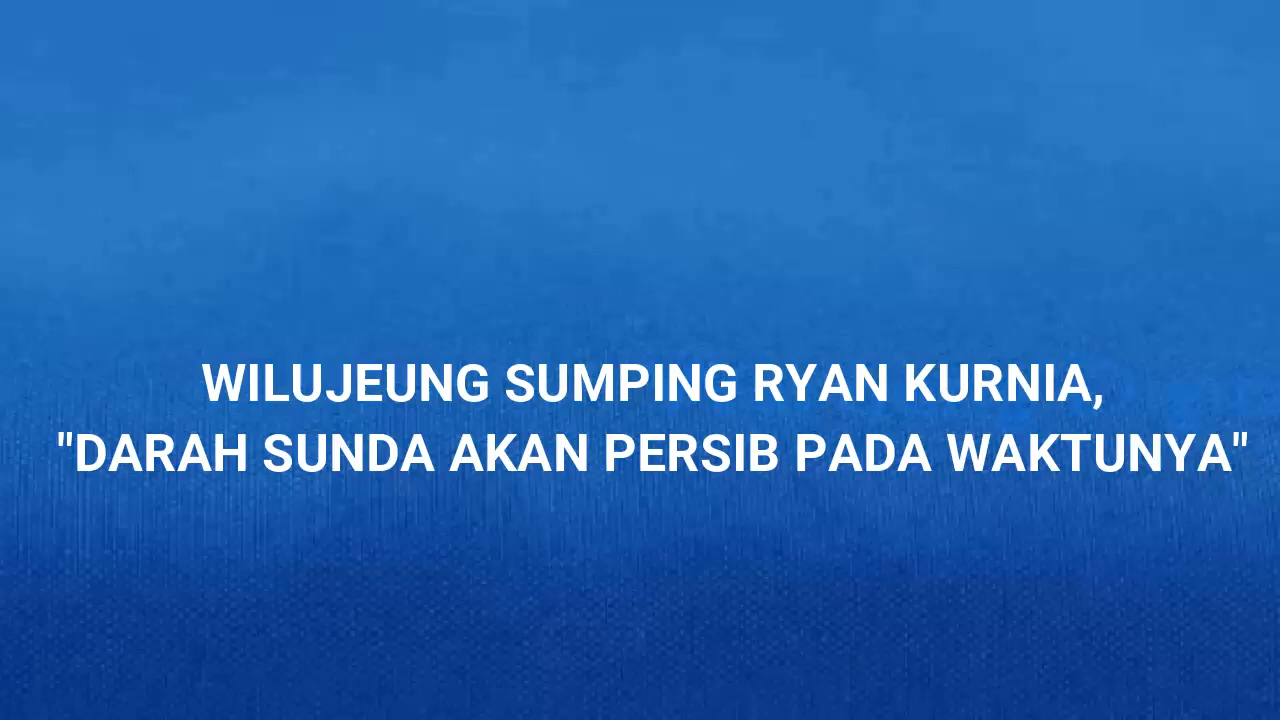 WILUJEUNG SUMPING RYAN KURNIA,
"DARAH SUNDA AKAN PERSIB PADA WAKTUNYA"